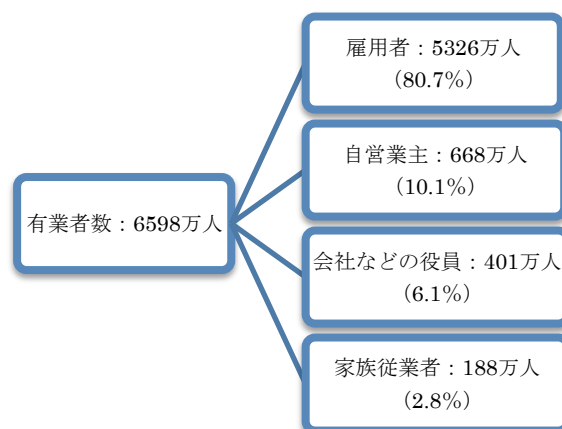 有業者数：6598万人
雇用者：5326万人
（80.7%）
自営業主：668万人
（10.1%）
会社などの役員：401万人
（6.1%）
家族従業者：188万人
（2.8%）